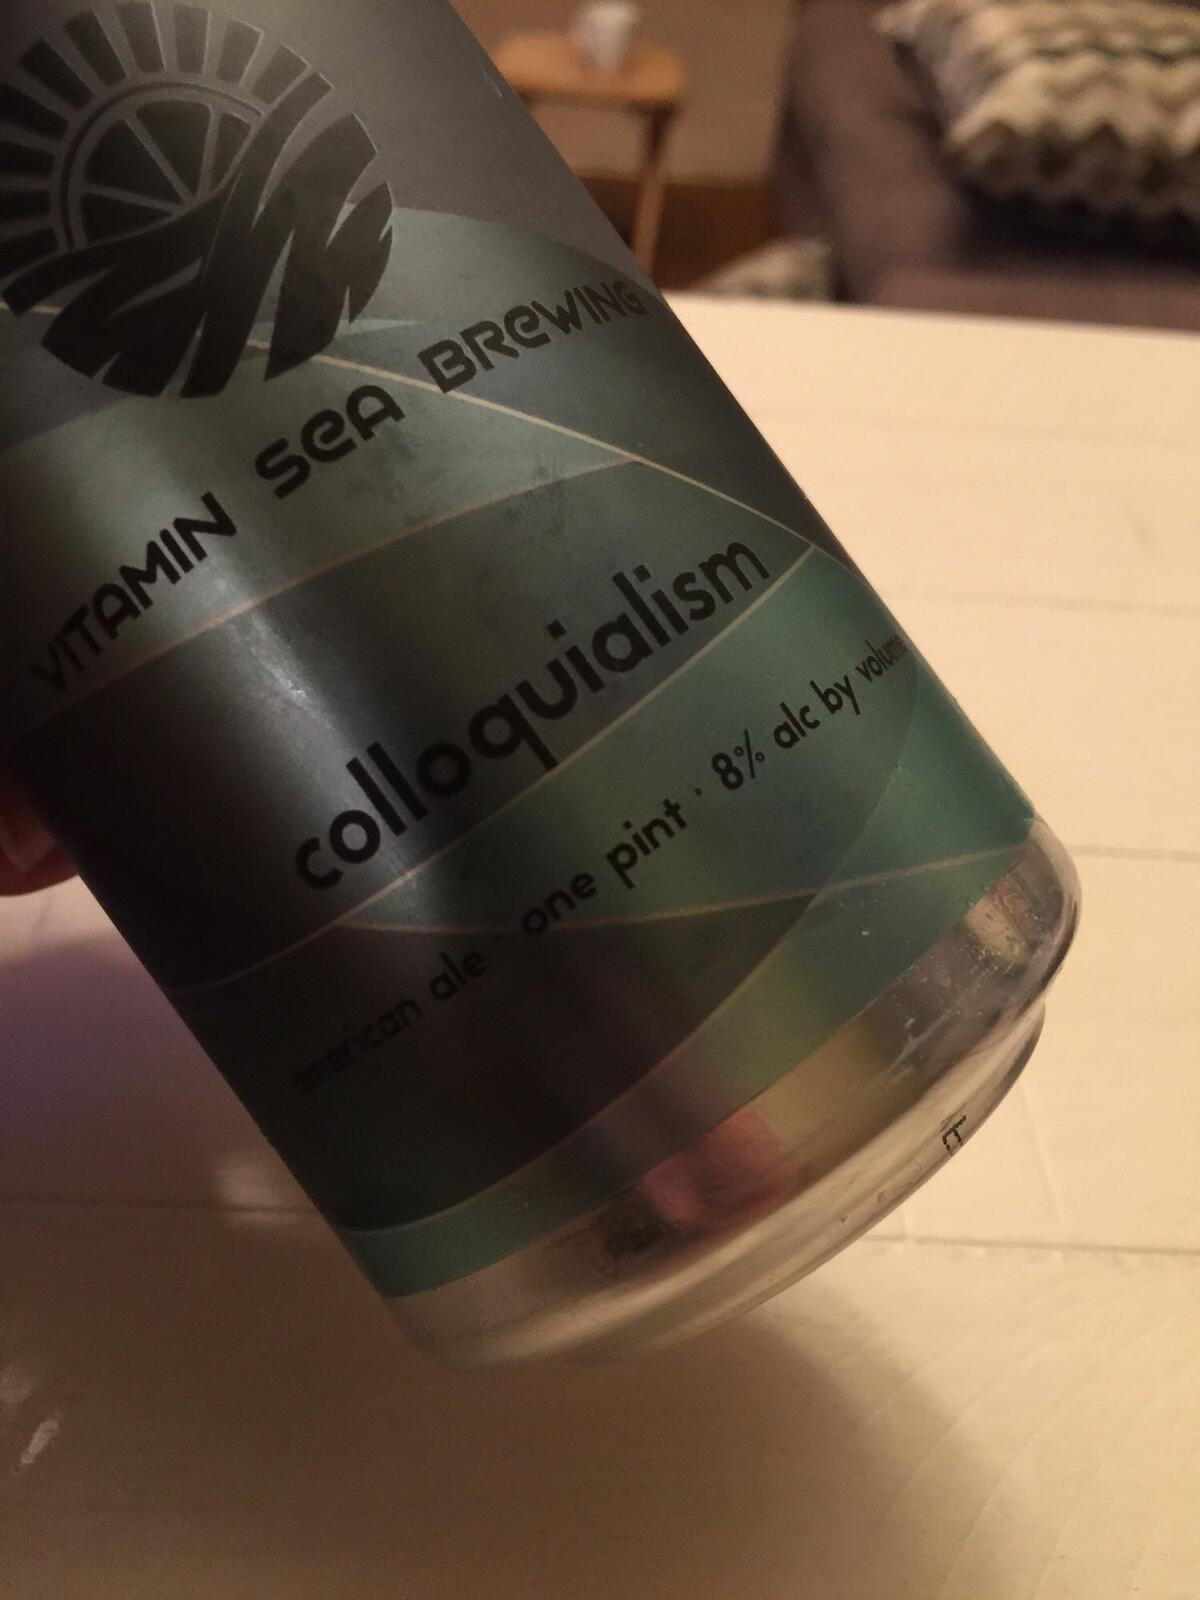 VITAMIN SEA BREWING
colloquialism
american ale · one pint · 8% alc by volume